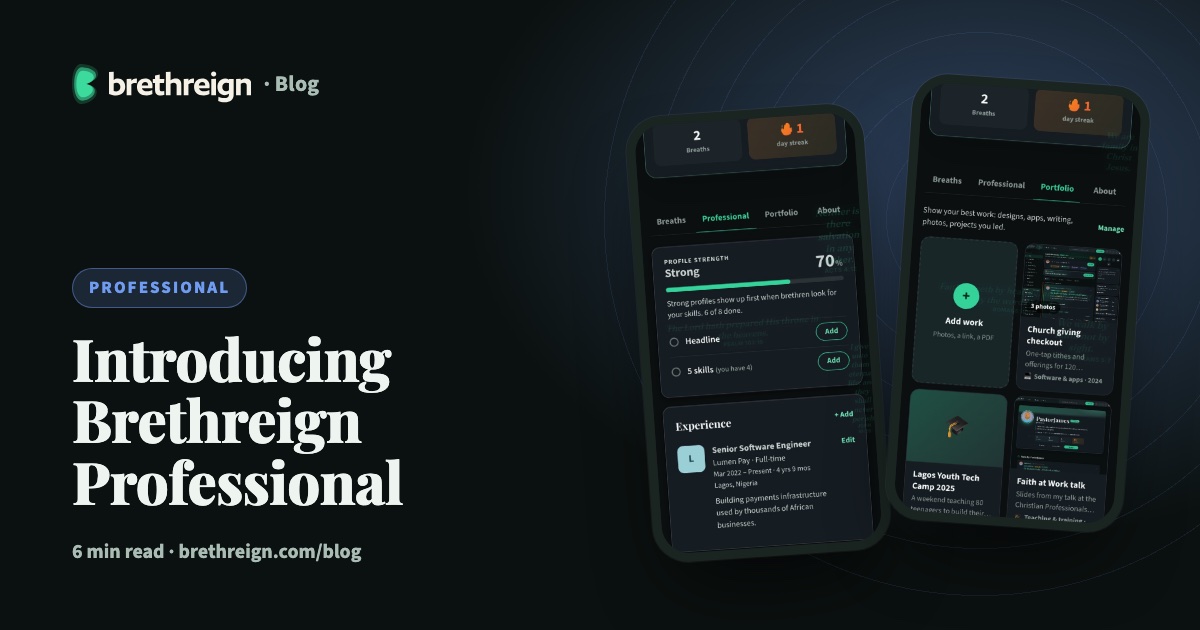 brethreign · Blog
PROFESSIONAL
Introducing
Brethreign
Professional
6 min read · brethreign.com/blog
2
Breaths
1
day streak
Breaths Professional Portfolio About
PROFILE STRENGTH
Strong
70%
Strong profiles show up first when brethren look for
your skills. 6 of 8 done.
Headline
Add
5 skills (you have 4)
Add
Experience
+ Add
L
Senior Software Engineer
Edit
Lumen Pay · Full-time
Mar 2022 – Present · 4 yrs 9 mos
Lagos, Nigeria
Building payments infrastructure
used by thousands of African
businesses.
2
Breaths
1
day streak
Breaths Professional Portfolio About
Show your best work: designs, apps, writing,
photos, projects you led.
Manage
+
Add work
Photos, a link, a PDF
3 photos
Church giving
checkout
One-tap tithes and
offerings for 120…
Software & apps · 2024
Lagos Youth Tech
Camp 2025
A weekend teaching 80
teenagers to build their…
Faith at Work talk
Slides from my talk at the
Christian Professionals…
Teaching & training ·